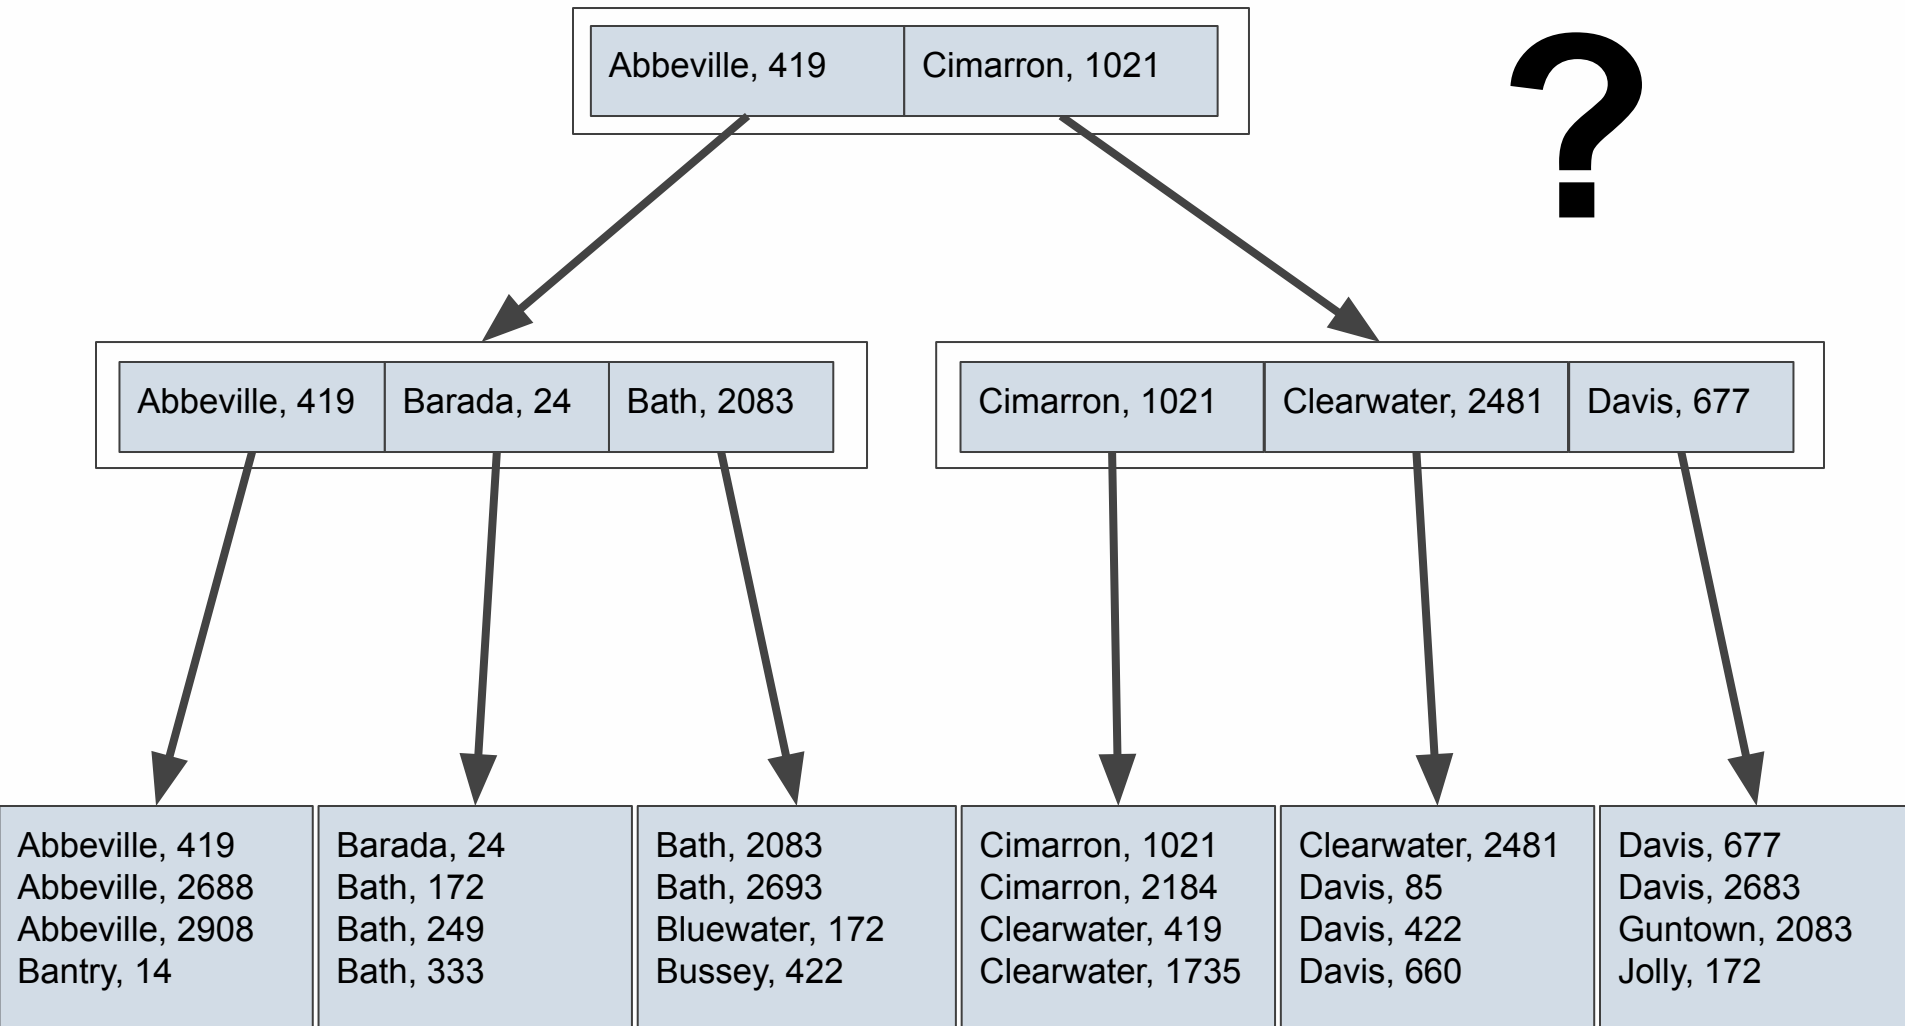 Abbeville, 419
Cimarron, 1021
?
Abbeville, 419
Barada, 24
Bath, 2083
Cimarron, 1021
Clearwater, 2481
Davis, 677
Abbeville, 419
Abbeville, 2688
Abbeville, 2908
Bantry, 14
Barada, 24
Bath, 172
Bath, 249
Bath, 333
Bath, 2083
Bath, 2693
Bluewater, 172
Bussey, 422
Cimarron, 1021
Cimarron, 2184
Clearwater, 419
Clearwater, 1735
Clearwater, 2481
Davis, 85
Davis, 422
Davis, 660
Davis, 677
Davis, 2683
Guntown, 2083
Jolly, 172